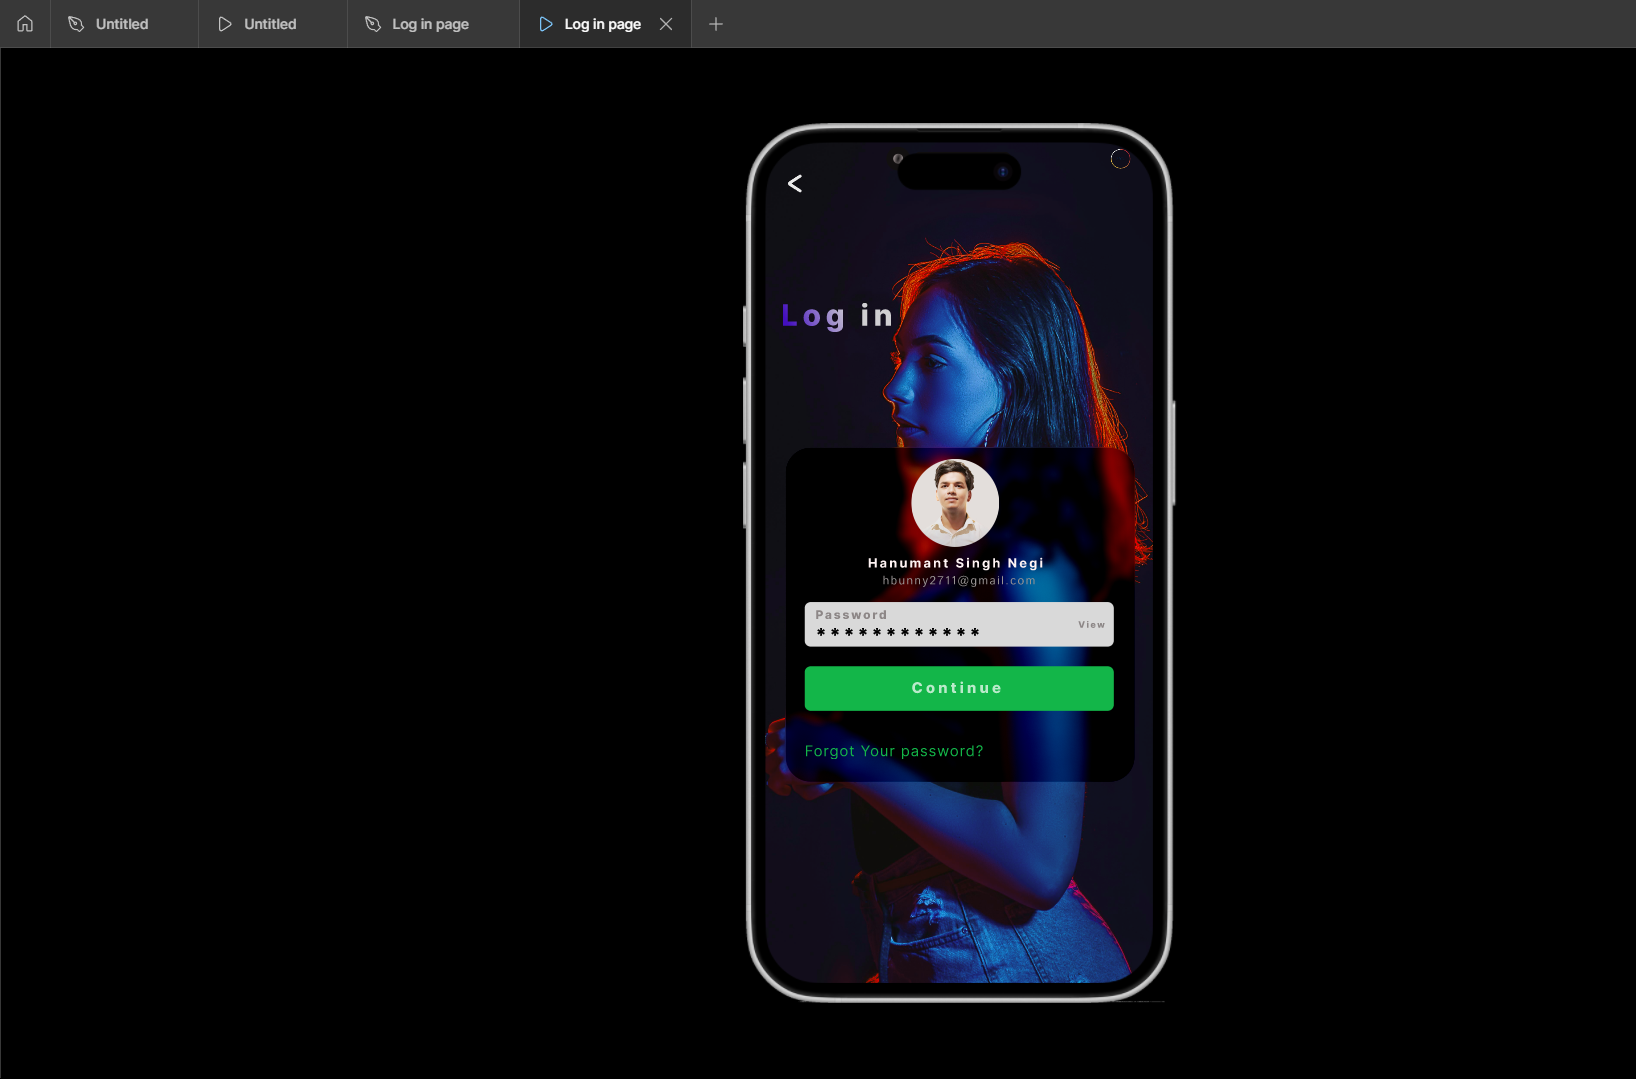 Untitled
Untitled
Log in page
Log in page
Log in
Hanumant Singh Negi
hbunny2711@gmail.com
Password
************
View
Continue
Forgot Your password?